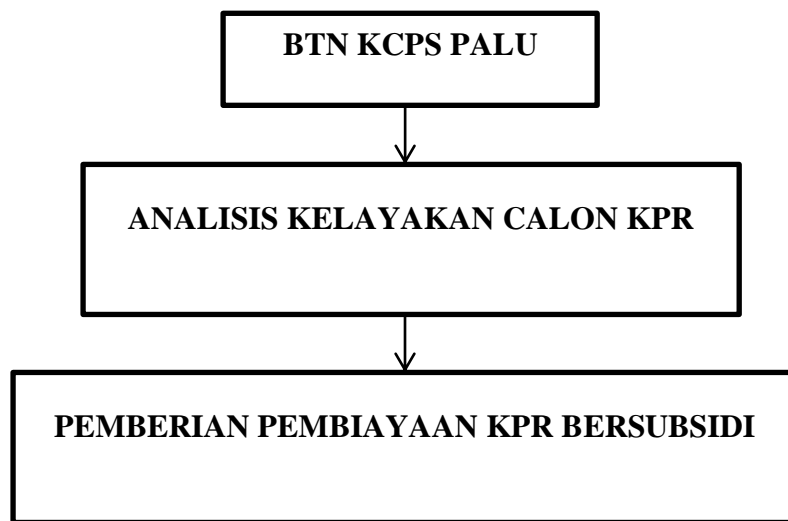 BTN KCPS PALU
ANALISIS KELAYAKAN CALON KPR
PEMBERIAN PEMBIAYAAN KPR BERSUBSIDI